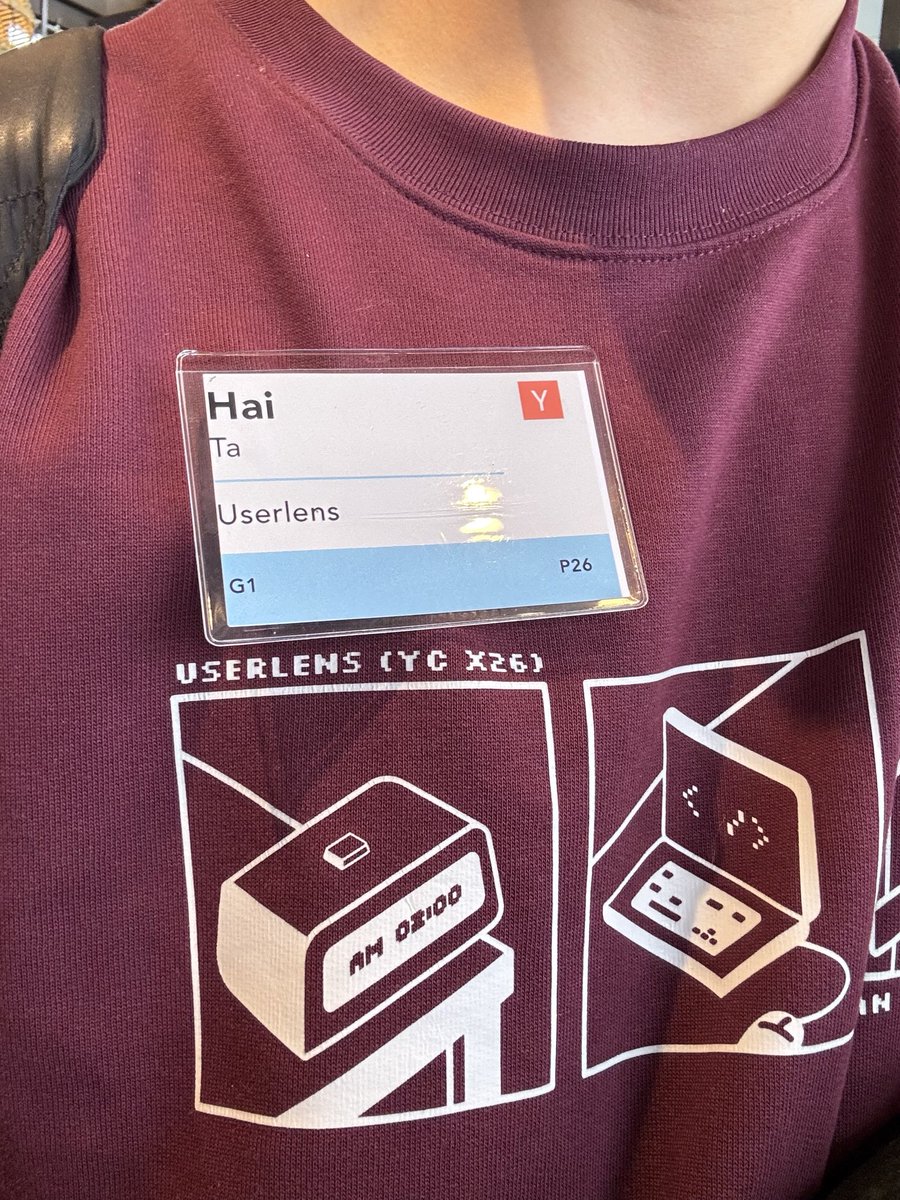 Hai
Y
Ta
Userlens
G1
P26
USERLENS (YC X26)
AM 02:00